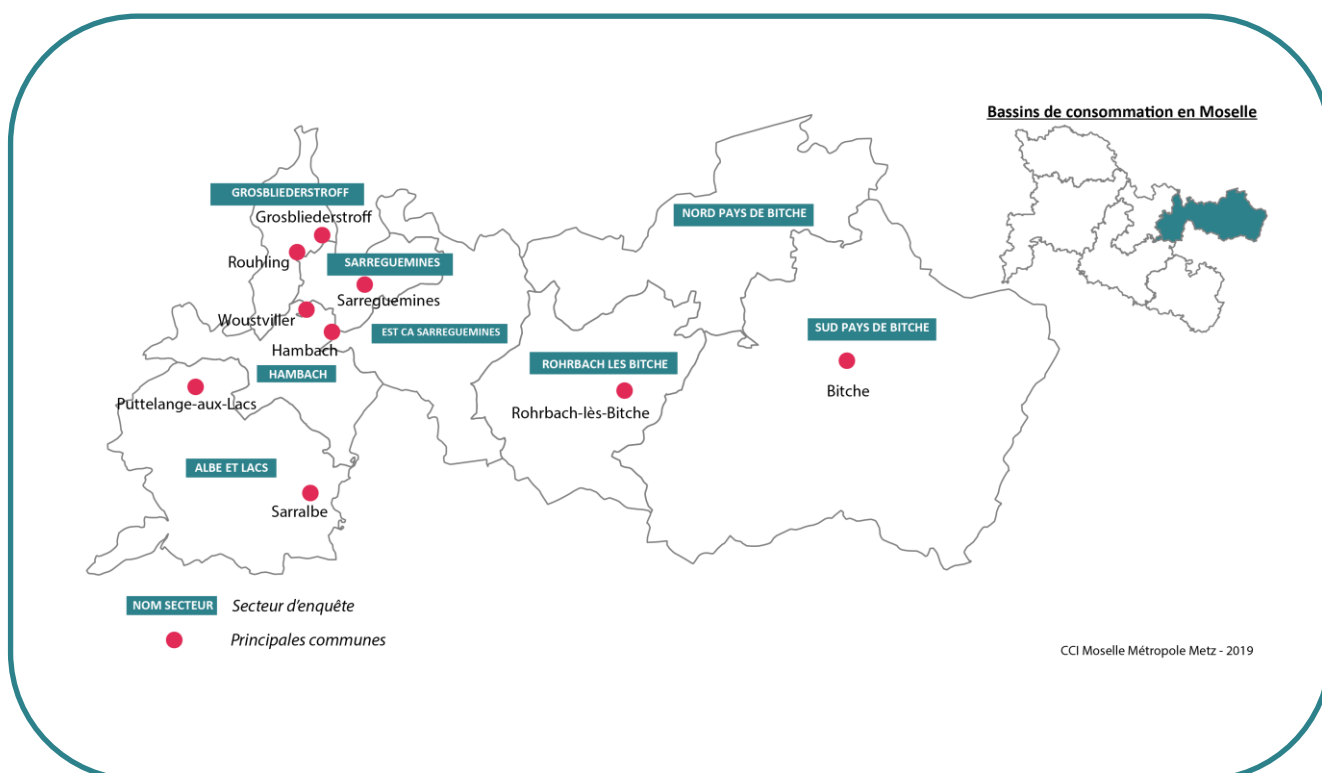 Bassins de consommation en Moselle
GROSBLIEDERSTROFF
Grosbliederstroff
NORD PAYS DE BITCHE
Rouhling
SARREGUEMINES
Sarreguemines
Woustviller
EST CA SARREGUEMINES
SUD PAYS DE BITCHE
Hambach
HAMBACH
ROHRBACH LES BITCHE
Bitche
Puttelange-aux-Lacs
Rohrbach-lès-Bitche
ALBE ET LACS
Sarralbe
NOM SECTEUR Secteur d'enquête
Principales communes
CCI Moselle Métropole Metz - 2019